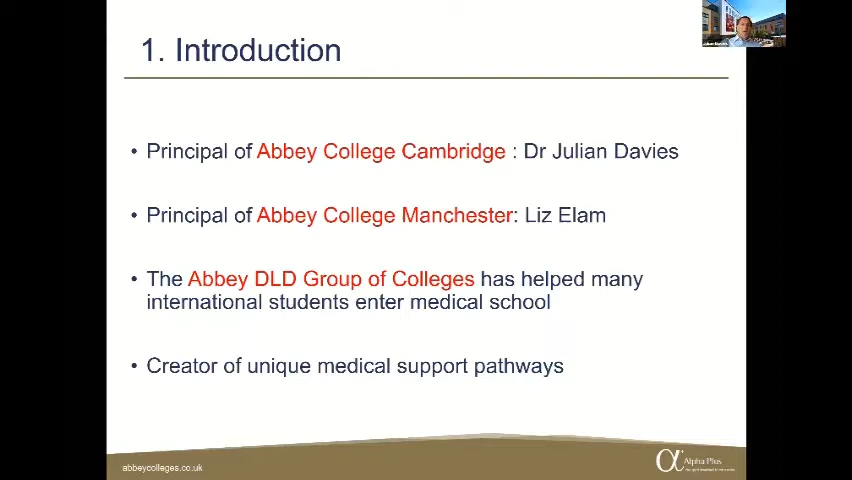 1. Introduction
• Principal of Abbey College Cambridge : Dr Julian Davies
• Principal of Abbey College Manchester: Liz Elam
• The Abbey DLD Group of Colleges has helped many
international students enter medical school
• Creator of unique medical support pathways
abbeycolleges.co.uk
Alpha Plus